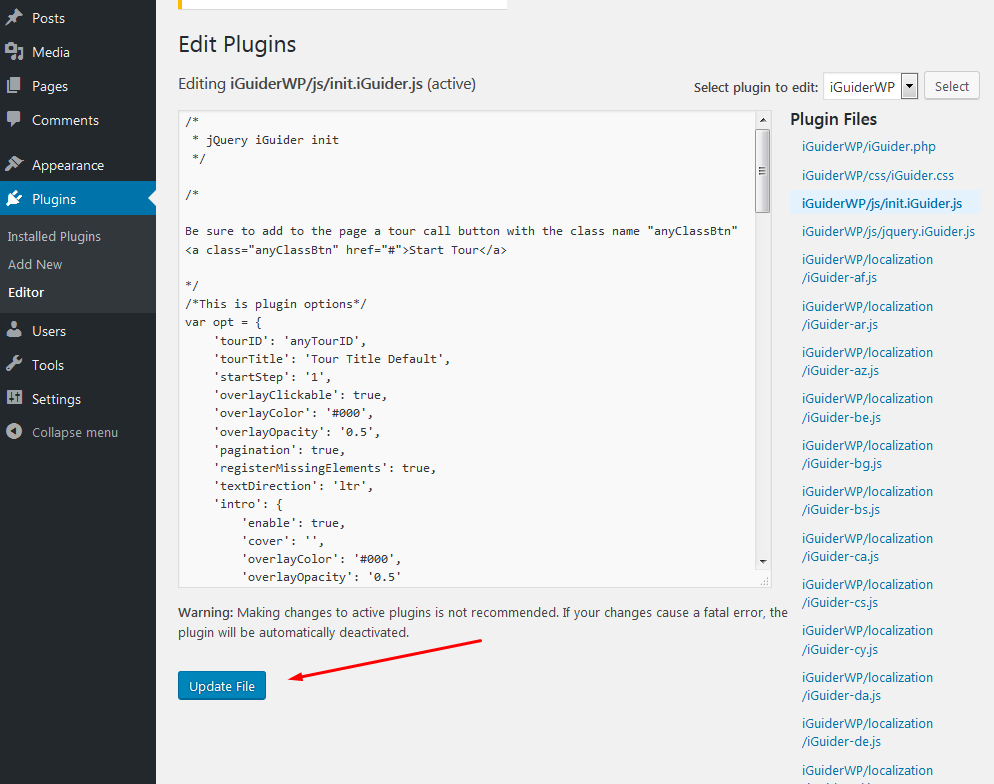 Posts
Media
Pages
Comments
Appearance
Plugins
Installed Plugins
Add New
Editor
Users
Tools
Settings
Collapse menu
Edit Plugins
Editing iGuiderWP/js/init.iGuider.js (active)
Select plugin to edit: iGuiderWP Select
/*
* jQuery iGuider init
*/
/*
Be sure to add to the page a tour call button with the class name "anyClassBtn"
<a class="anyClassBtn" href="#">Start Tour</a>
*/
/*This is plugin options*/
var opt = {
'tourID': 'anyTourID',
'tourTitle': 'Tour Title Default',
'startStep': '1',
'overlayClickable': true,
'overlayColor': '#000',
'overlayOpacity': '0.5',
'pagination': true,
'registerMissingElements': true,
'textDirection': 'ltr',
'intro': {
'enable': true,
'cover': '',
'overlayColor': '#000',
'overlayOpacity': '0.5'
Warning: Making changes to active plugins is not recommended. If your changes cause a fatal error, the
plugin will be automatically deactivated.
Update File
Plugin Files
iGuiderWP/iGuider.php
iGuiderWP/css/iGuider.css
iGuiderWP/js/init.iGuider.js
iGuiderWP/js/jquery.iGuider.js
iGuiderWP/localization
/iGuider-af.js
iGuiderWP/localization
/iGuider-ar.js
iGuiderWP/localization
/iGuider-az.js
iGuiderWP/localization
/iGuider-be.js
iGuiderWP/localization
/iGuider-bg.js
iGuiderWP/localization
/iGuider-bs.js
iGuiderWP/localization
/iGuider-ca.js
iGuiderWP/localization
/iGuider-cs.js
iGuiderWP/localization
/iGuider-cy.js
iGuiderWP/localization
/iGuider-da.js
iGuiderWP/localization
/iGuider-de.js
iGuiderWP/localization